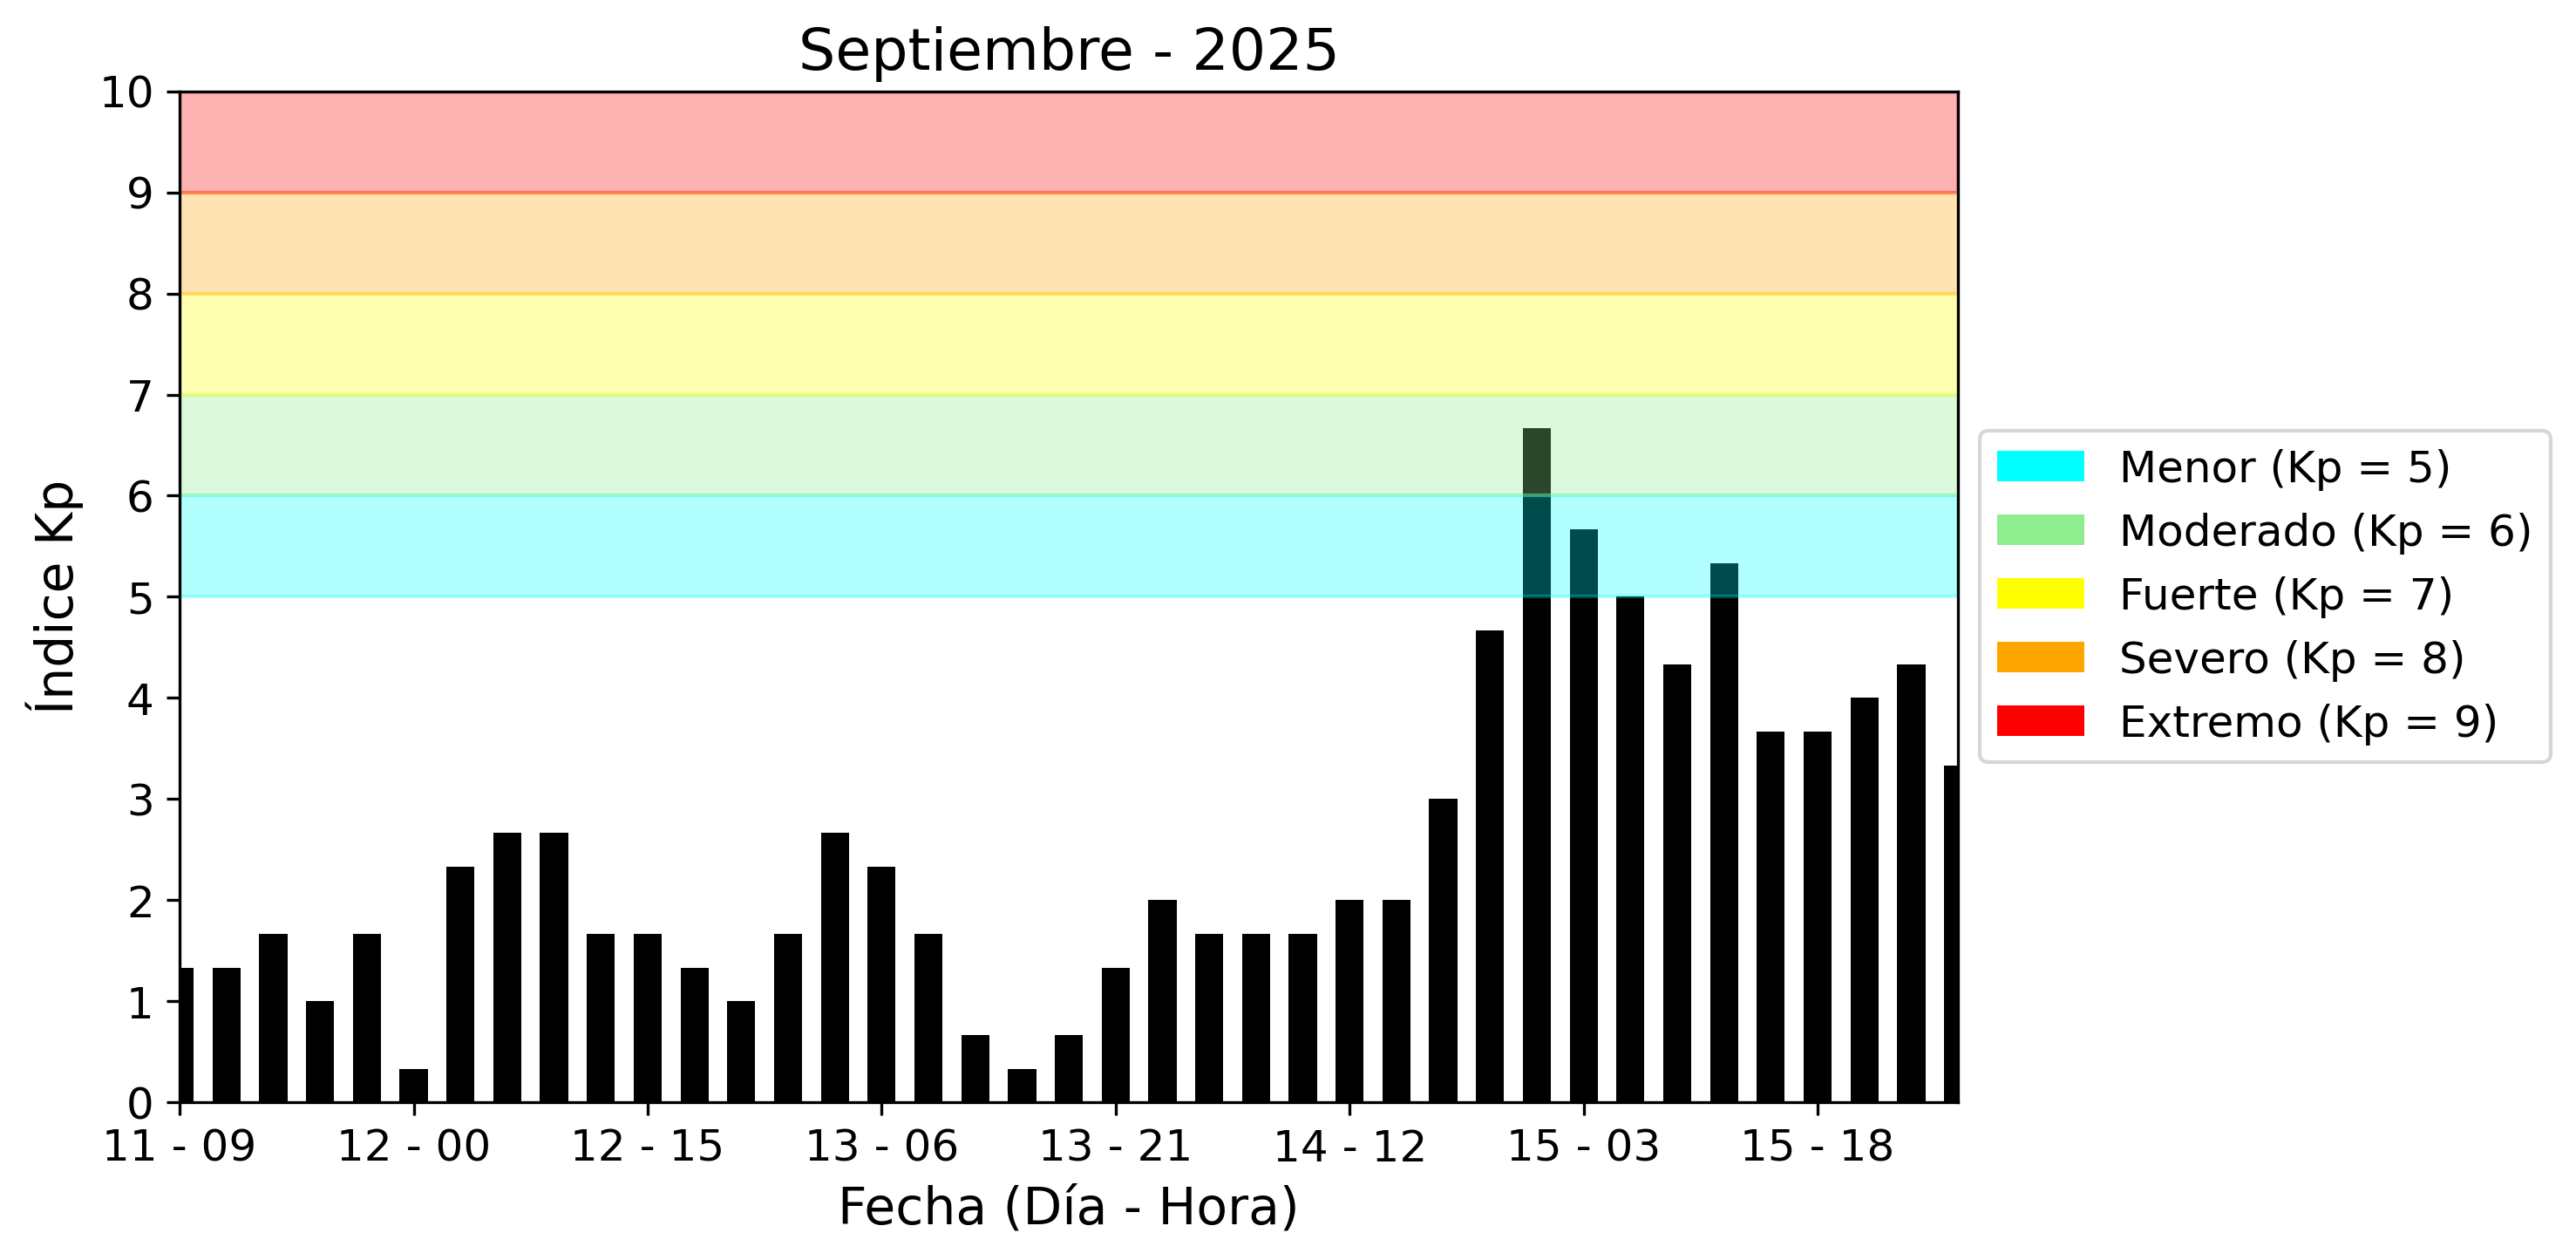 Septiembre - 2025
10
9
8
7
6
5
4
3
2
1
0
Índice Kp
11 - 09
12 - 00
12 - 15
13 - 06
13 - 21
14 - 12
15 - 03
15 - 18
Fecha (Día - Hora)
Menor (Kp = 5)
Moderado (Kp = 6)
Fuerte (Kp = 7)
Severo (Kp = 8)
Extremo (Kp = 9)